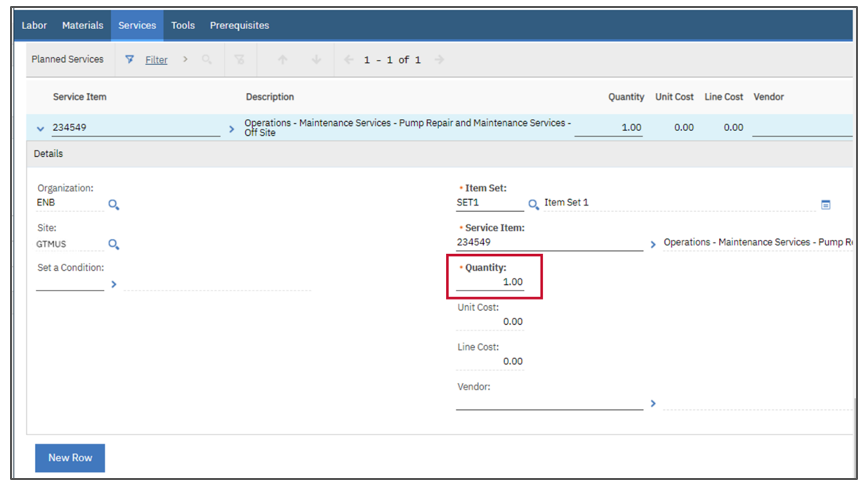 Labor Materials Services Tools Prerequisites
Planned Services Filter 1 - 1 of 1
Service Item Description Quantity Unit Cost Line Cost Vendor
234549 Operations - Maintenance Services - Pump Repair and Maintenance Services - Off Site 1.00 0.00 0.00
Details
Organization:
ENB
Site:
GTMUS
Set a Condition:
* Item Set:
SET1 Item Set 1
* Service Item:
234549 Operations - Maintenance Services - Pump R
* Quantity:
1.00
Unit Cost:
0.00
Line Cost:
0.00
Vendor:
New Row